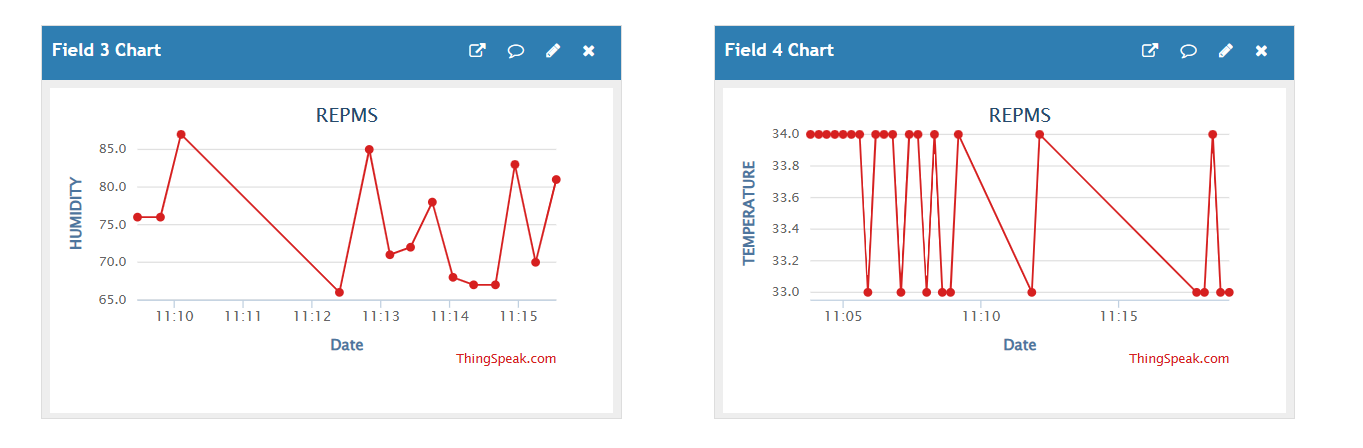 Field 3 Chart
REPMS
HUMIDITY
85.0
80.0
75.0
70.0
65.0
11:10 11:11 11:12 11:13 11:14 11:15
Date
ThingSpeak.com
Field 4 Chart
REPMS
TEMPERATURE
34.0
33.8
33.6
33.4
33.2
33.0
11:05 11:10 11:15
Date
ThingSpeak.com